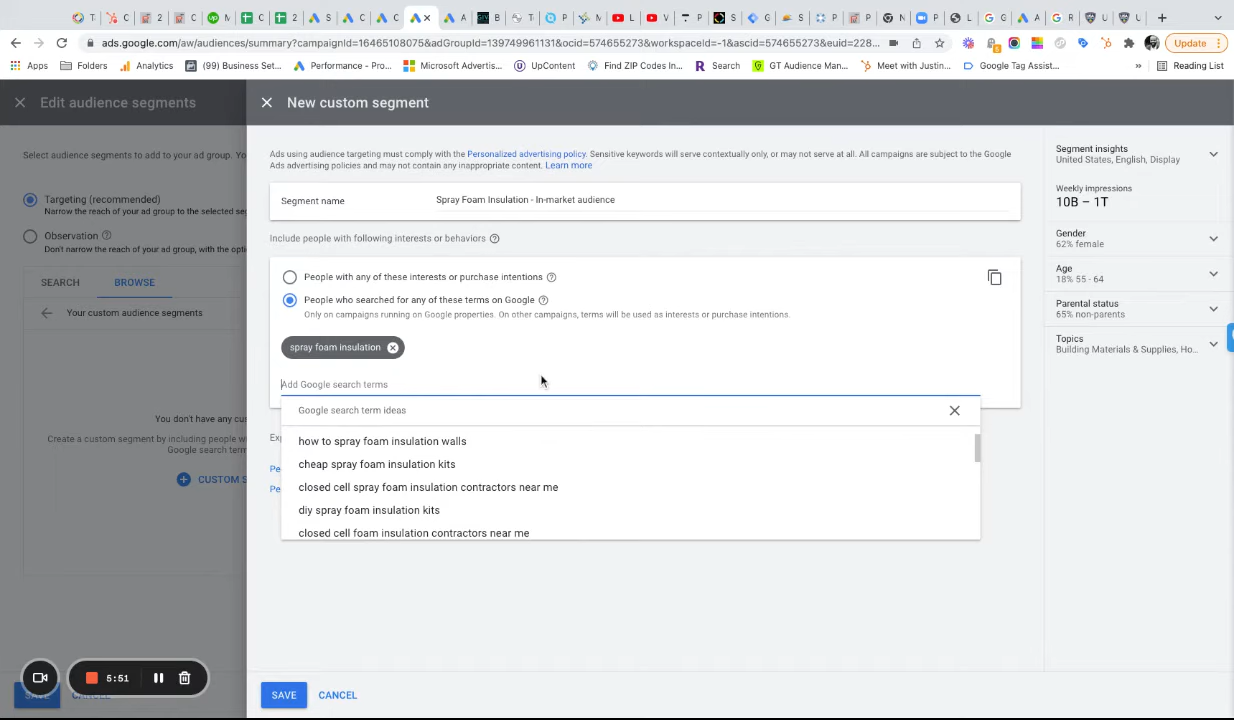 2
C
2
C
C
2
S
C
C
A
B
T
P
M
L
V
P
S
G
S
P
C
N
P
L
G
A
R
U
U
ads.google.com/aw/audiences/summary?campaignId=16465108075&adGroupId=139749961131&ocid=574655273&workspaceId=-1&ascid=574655273&euid=228...
Update
Apps
Folders
Analytics
(99) Business Set...
Performance - Pro...
Microsoft Advertis...
UpContent
Find ZIP Codes In...
Search
GT Audience Man...
Meet with Justin...
Google Tag Assist...
»
Reading List
Edit audience segments
New custom segment
Select audience segments to add to your ad group. Yo
Targeting (recommended)
Narrow the reach of your ad group to the selected seg
Observation
Don't narrow the reach of your ad group, with the optio
SEARCH
BROWSE
Your custom audience segments
You don't have any cus
Create a custom segment by including people w
Google search term
CUSTOM S
SAVE
CANCEL
5:51
Ads using audience targeting must comply with the Personalized advertising policy. Sensitive keywords will serve contextually only, or may not serve at all. All campaigns are subject to the Google
Ads advertising policies and may not contain any inappropriate content. Learn more
Segment name
Spray Foam Insulation - In-market audience
Include people with following interests or behaviors
People with any of these interests or purchase intentions
People who searched for any of these terms on Google
Only on campaigns running on Google properties. On other campaigns, terms will be used as interests or purchase intentions.
spray foam insulation
Add Google search terms
Google search term ideas
how to spray foam insulation walls
cheap spray foam insulation kits
closed cell spray foam insulation contractors near me
diy spray foam insulation kits
closed cell foam insulation contractors near me
Exp
Pe
Pe
SAVE
CANCEL
Segment insights
United States, English, Display
Weekly impressions
10B – 1T
Gender
62% female
Age
18% 55 - 64
Parental status
65% non-parents
Topics
Building Materials & Supplies, Ho...